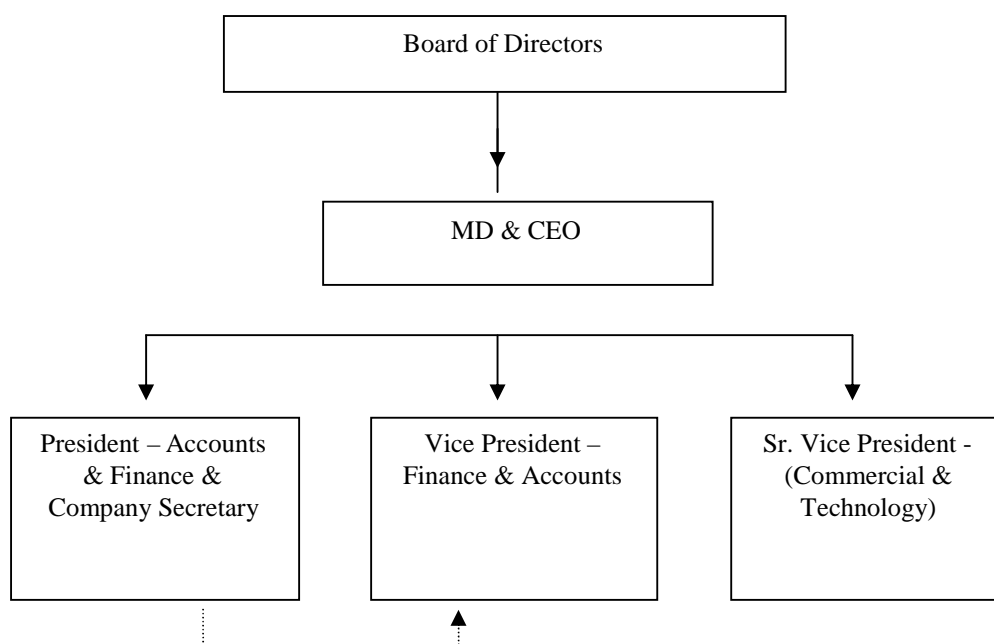 Board of Directors
MD & CEO
President – Accounts
& Finance &
Company Secretary
Vice President –
Finance & Accounts
Sr. Vice President -
(Commercial &
Technology)